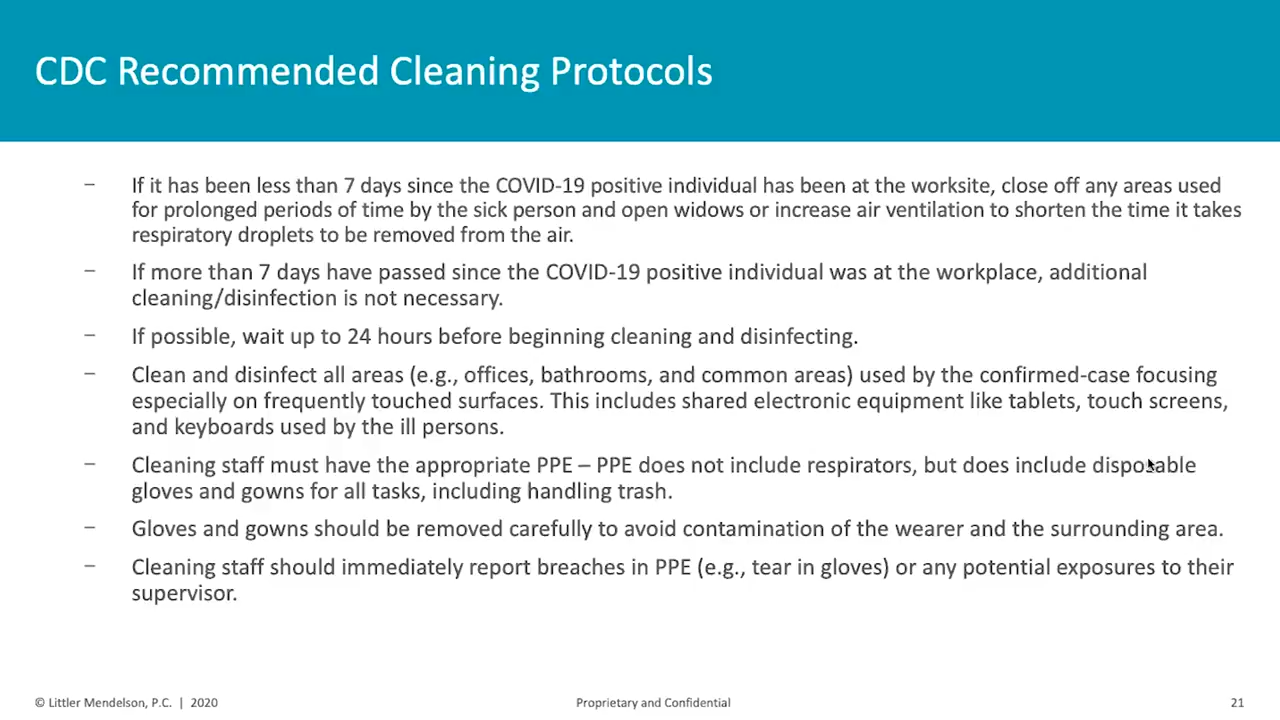 CDC Recommended Cleaning Protocols
– If it has been less than 7 days since the COVID-19 positive individual has been at the worksite, close off any areas used
for prolonged periods of time by the sick person and open widows or increase air ventilation to shorten the time it takes
respiratory droplets to be removed from the air.
– If more than 7 days have passed since the COVID-19 positive individual was at the workplace, additional
cleaning/disinfection is not necessary.
– If possible, wait up to 24 hours before beginning cleaning and disinfecting.
– Clean and disinfect all areas (e.g., offices, bathrooms, and common areas) used by the confirmed-case focusing
especially on frequently touched surfaces. This includes shared electronic equipment like tablets, touch screens,
and keyboards used by the ill persons.
– Cleaning staff must have the appropriate PPE – PPE does not include respirators, but does include disposable
gloves and gowns for all tasks, including handling trash.
– Gloves and gowns should be removed carefully to avoid contamination of the wearer and the surrounding area.
– Cleaning staff should immediately report breaches in PPE (e.g., tear in gloves) or any potential exposures to their
supervisor.
© Littler Mendelson, P.C. | 2020
Proprietary and Confidential
21